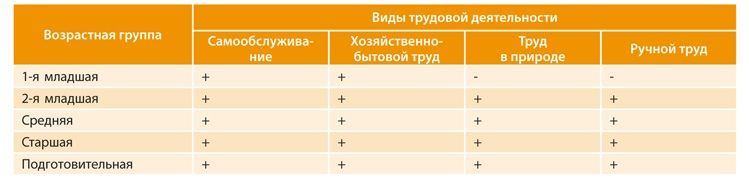 Возрастная группа Виды трудовой деятельности
Самообслужива- Хозяйственно- Труд Ручной труд
ние бытовой труд в природе
1-я младшая + + - -
2-я младшая + + + +
Средняя + + + +
Старшая + + + +
Подготовительная + + + +